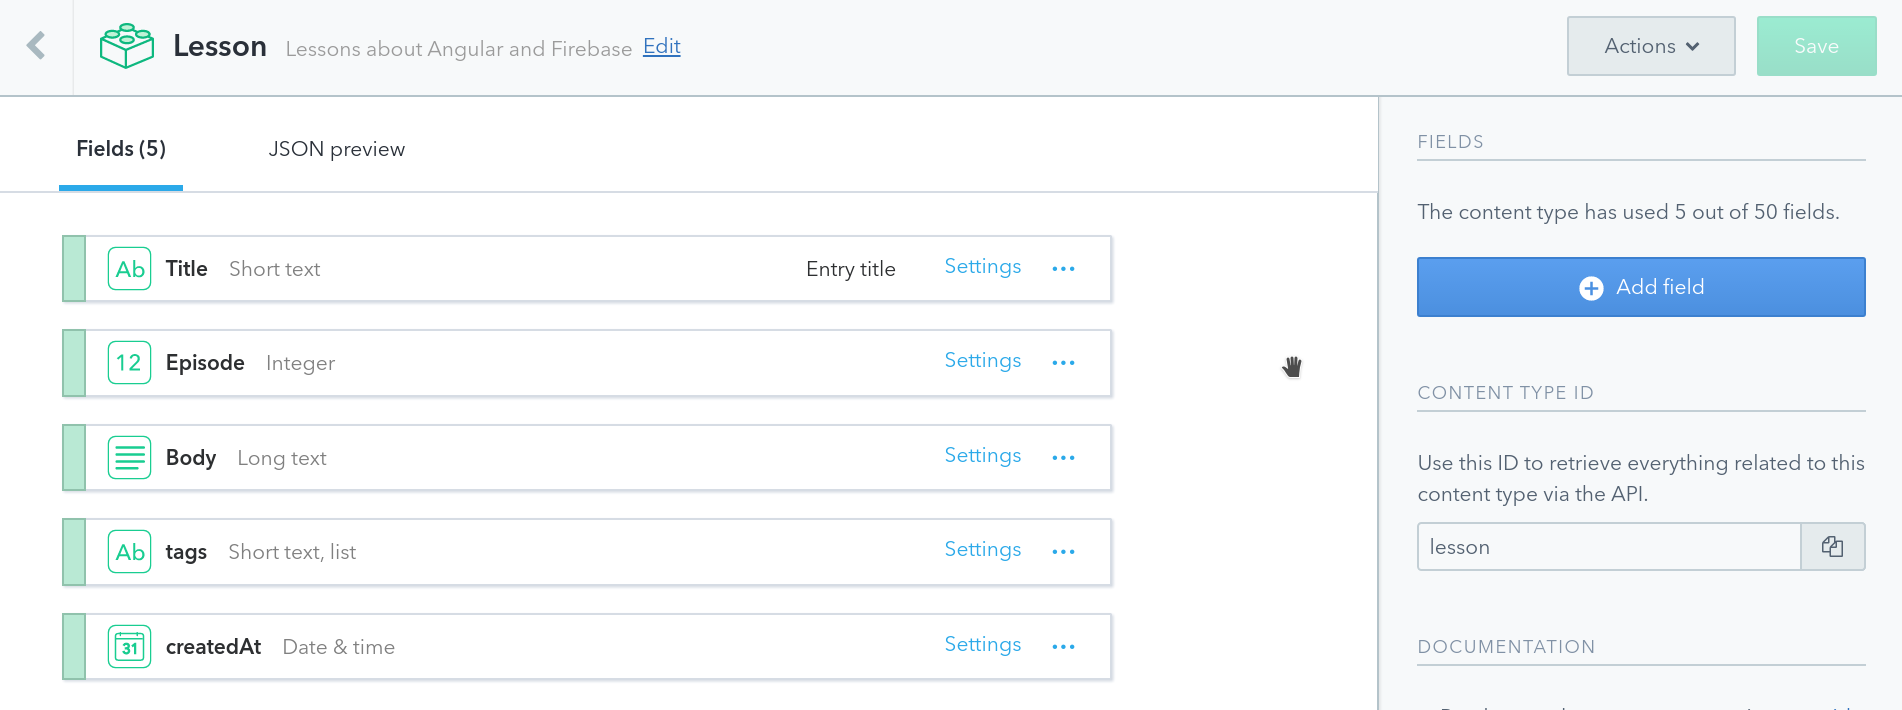 Lesson Lessons about Angular and Firebase Edit
Actions
Save
Fields (5)
JSON preview
Ab Title Short text Entry title Settings
12 Episode Integer Settings
Body Long text Settings
Ab tags Short text, list Settings
31 createdAt Date & time Settings
FIELDS
The content type has used 5 out of 50 fields.
Add field
CONTENT TYPE ID
Use this ID to retrieve everything related to this
content type via the API.
lesson
DOCUMENTATION